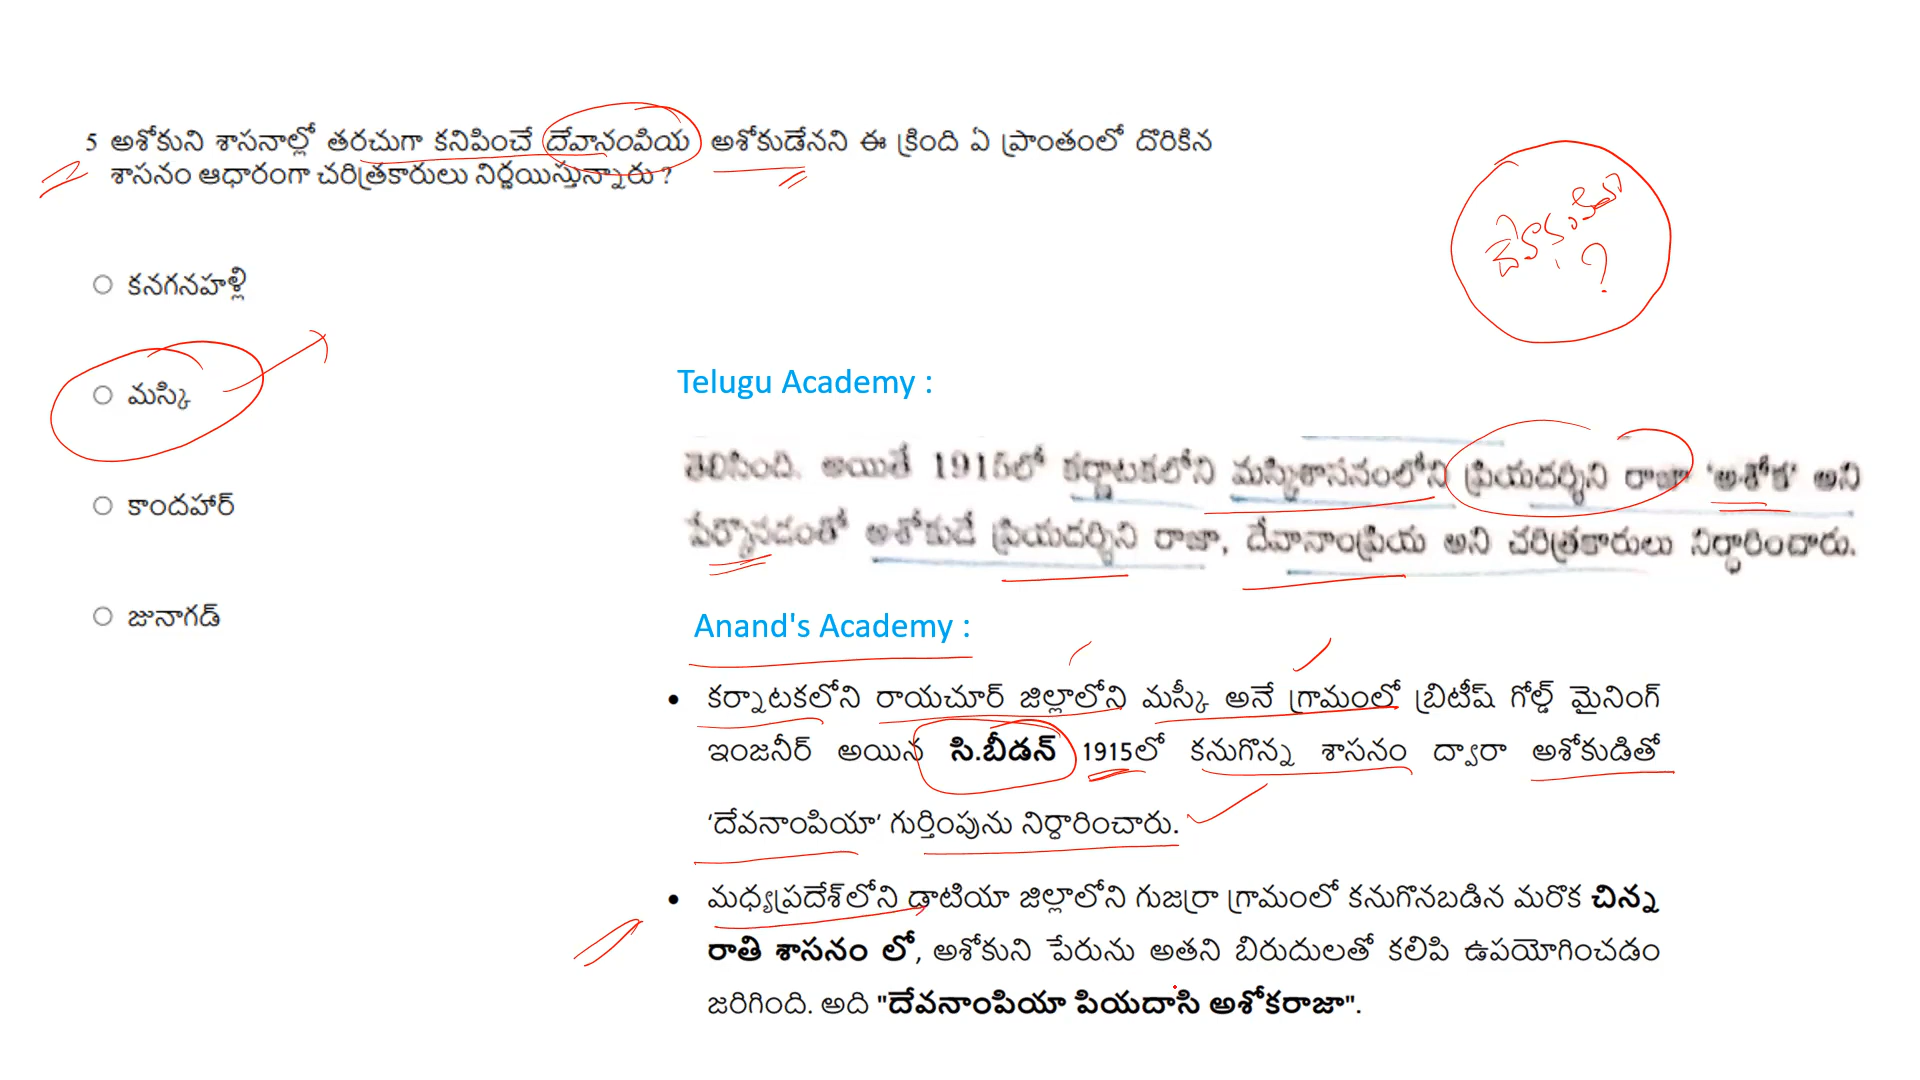 5 అశోకుని శాసనాల్లో తరచుగా కనిపించే దేవానంపియ అశోకుడేనని ఈ క్రింది ఏ ప్రాంతంలో దొరికిన
శాసనం ఆధారంగా చరిత్రకారులు నిర్ణయిస్తున్నారు ?
కనగనహళ్లి
మస్కి
కాందహార్
జునాగడ్
?
Telugu Academy :
తెలిసింది. అయితే 1915లో కర్ణాటకలోని మస్కిశాసనంలోని ప్రియదర్శిని రాజా 'అశోక' అని
పేర్కొనడంతో అశోకుడే ప్రియదర్శిని రాజా, దేవానాంప్రియ అని చరిత్రకారులు నిర్ధారించారు.
Anand's Academy :
• కర్నాటకలోని రాయచూర్ జిల్లాలోని మస్కీ అనే గ్రామంలో బ్రిటీష్ గోల్డ్ మైనింగ్
ఇంజనీర్ అయిన సి.బీడన్ 1915లో కనుగొన్న శాసనం ద్వారా అశోకుడితో
'దేవనాంపియా' గుర్తింపును నిర్ధారించారు.
• మధ్యప్రదేశ్‌లోని డాటియా జిల్లాలోని గుజర్రా గ్రామంలో కనుగొనబడిన మరొక చిన్న
రాతి శాసనం లో, అశోకుని పేరును అతని బిరుదులతో కలిపి ఉపయోగించడం
జరిగింది. అది "దేవనాంపియా పియదాసి అశోకరాజా".